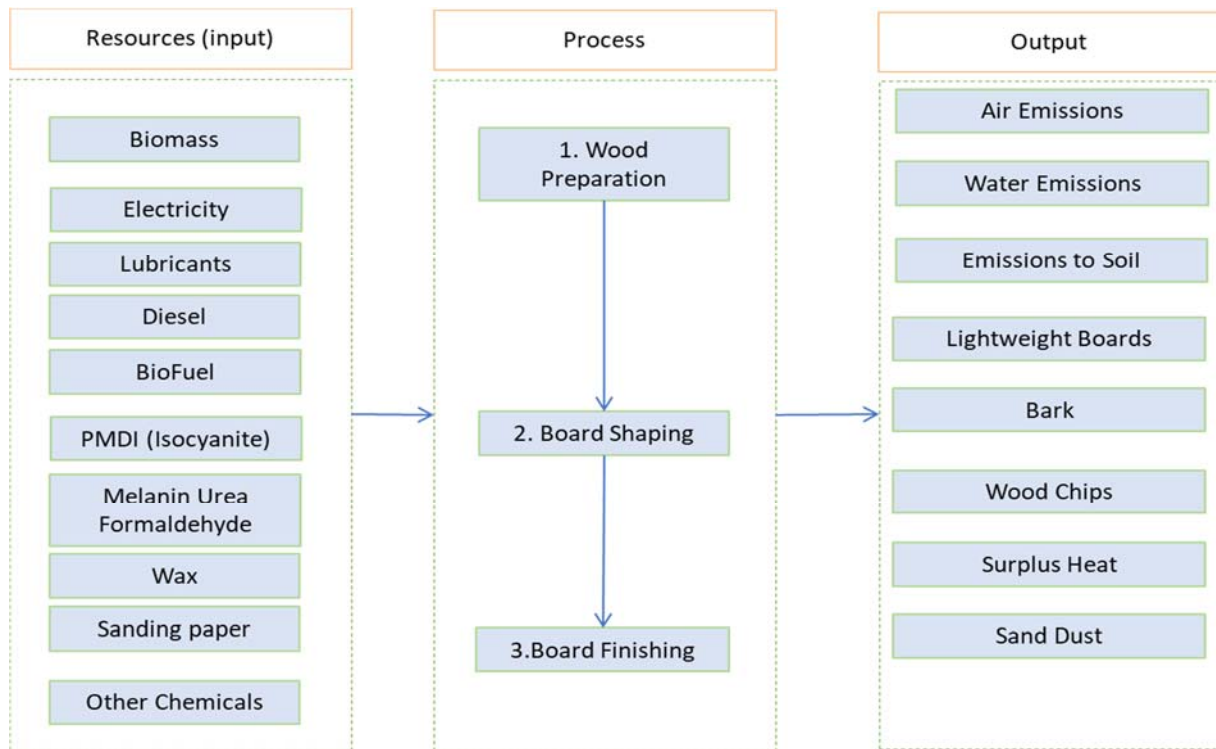 Resources (input)
Biomass
Electricity
Lubricants
Diesel
BioFuel
PMDI (Isocyanite)
Melanin Urea
Formaldehyde
Wax
Sanding paper
Other Chemicals
Process
1. Wood
Preparation
2. Board Shaping
3.Board Finishing
Output
Air Emissions
Water Emissions
Emissions to Soil
Lightweight Boards
Bark
Wood Chips
Surplus Heat
Sand Dust